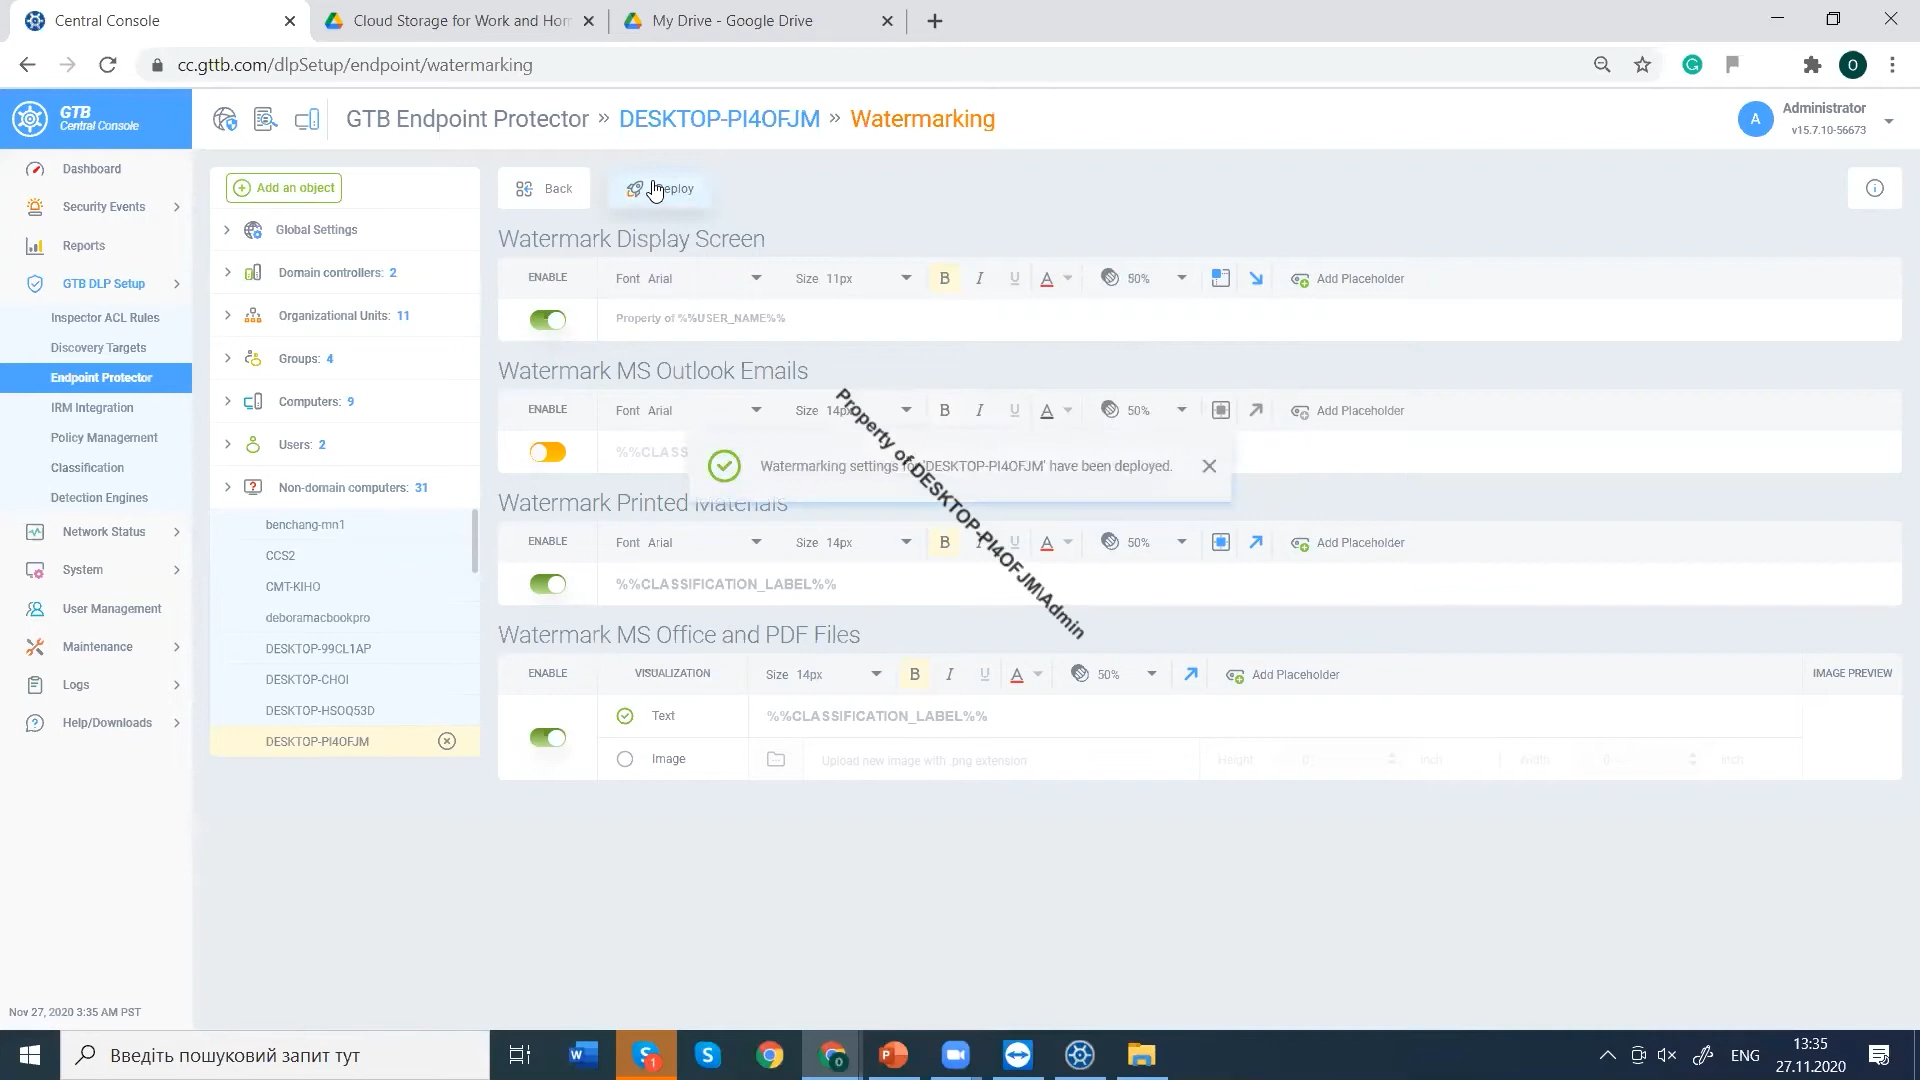 Central Console
Cloud Storage for Work and Hom
My Drive - Google Drive
cc.gttb.com/dlpSetup/endpoint/watermarking
O
GTB
Central Console
GTB Endpoint Protector » DESKTOP-PI4OFJM » Watermarking
A
Administrator
v15.7.10-56673
Dashboard
Security Events
Reports
GTB DLP Setup
Inspector ACL Rules
Discovery Targets
Endpoint Protector
IRM Integration
Policy Management
Classification
Detection Engines
Network Status
System
User Management
Maintenance
Logs
Help/Downloads
Nov 27, 2020 3:35 AM PST
Add an object
Global Settings
Domain controllers: 2
Organizational Units: 11
Groups: 4
Computers: 9
Users: 2
Non-domain computers: 31
benchang-mn1
CCS2
CMT-KIHO
deboramacbookpro
DESKTOP-99CL1AP
DESKTOP-CHOI
DESKTOP-HSOQ53D
DESKTOP-PI4OFJM
Back
eploy
Watermark Display Screen
ENABLE Font Arial Size 11px B I U A 50% Add Placeholder
Property of %%USER_NAME%%
Watermark MS Outlook Emails
ENABLE Font Arial Size 14px B I U A 50% Add Placeholder
%%CLASS
Watermarking settings for 'DESKTOP-PI4OFJM' have been deployed.
Property of DESKTOP-PI4OFJM\Admin
Watermark Printed Materials
ENABLE Font Arial Size 14px B I U A 50% Add Placeholder
%%CLASSIFICATION_LABEL%%
Watermark MS Office and PDF Files
ENABLE VISUALIZATION Size 14px B I U A 50% Add Placeholder IMAGE PREVIEW
Text %%CLASSIFICATION_LABEL%%
Image Upload new image with .png extension Height 0 inch Width 0 inch
Введіть пошуковий запит тут
1
ENG
13:35
27.11.2020